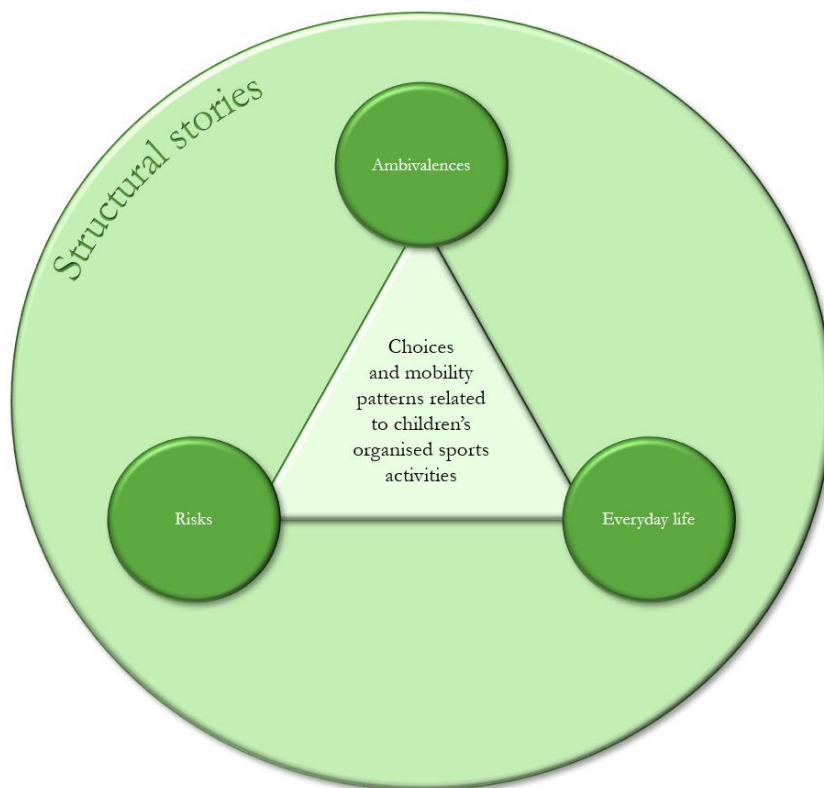 Structural stories
Ambivalences
Choices
and mobility
patterns related
to children's
organised sports
activities
Risks
Everyday life